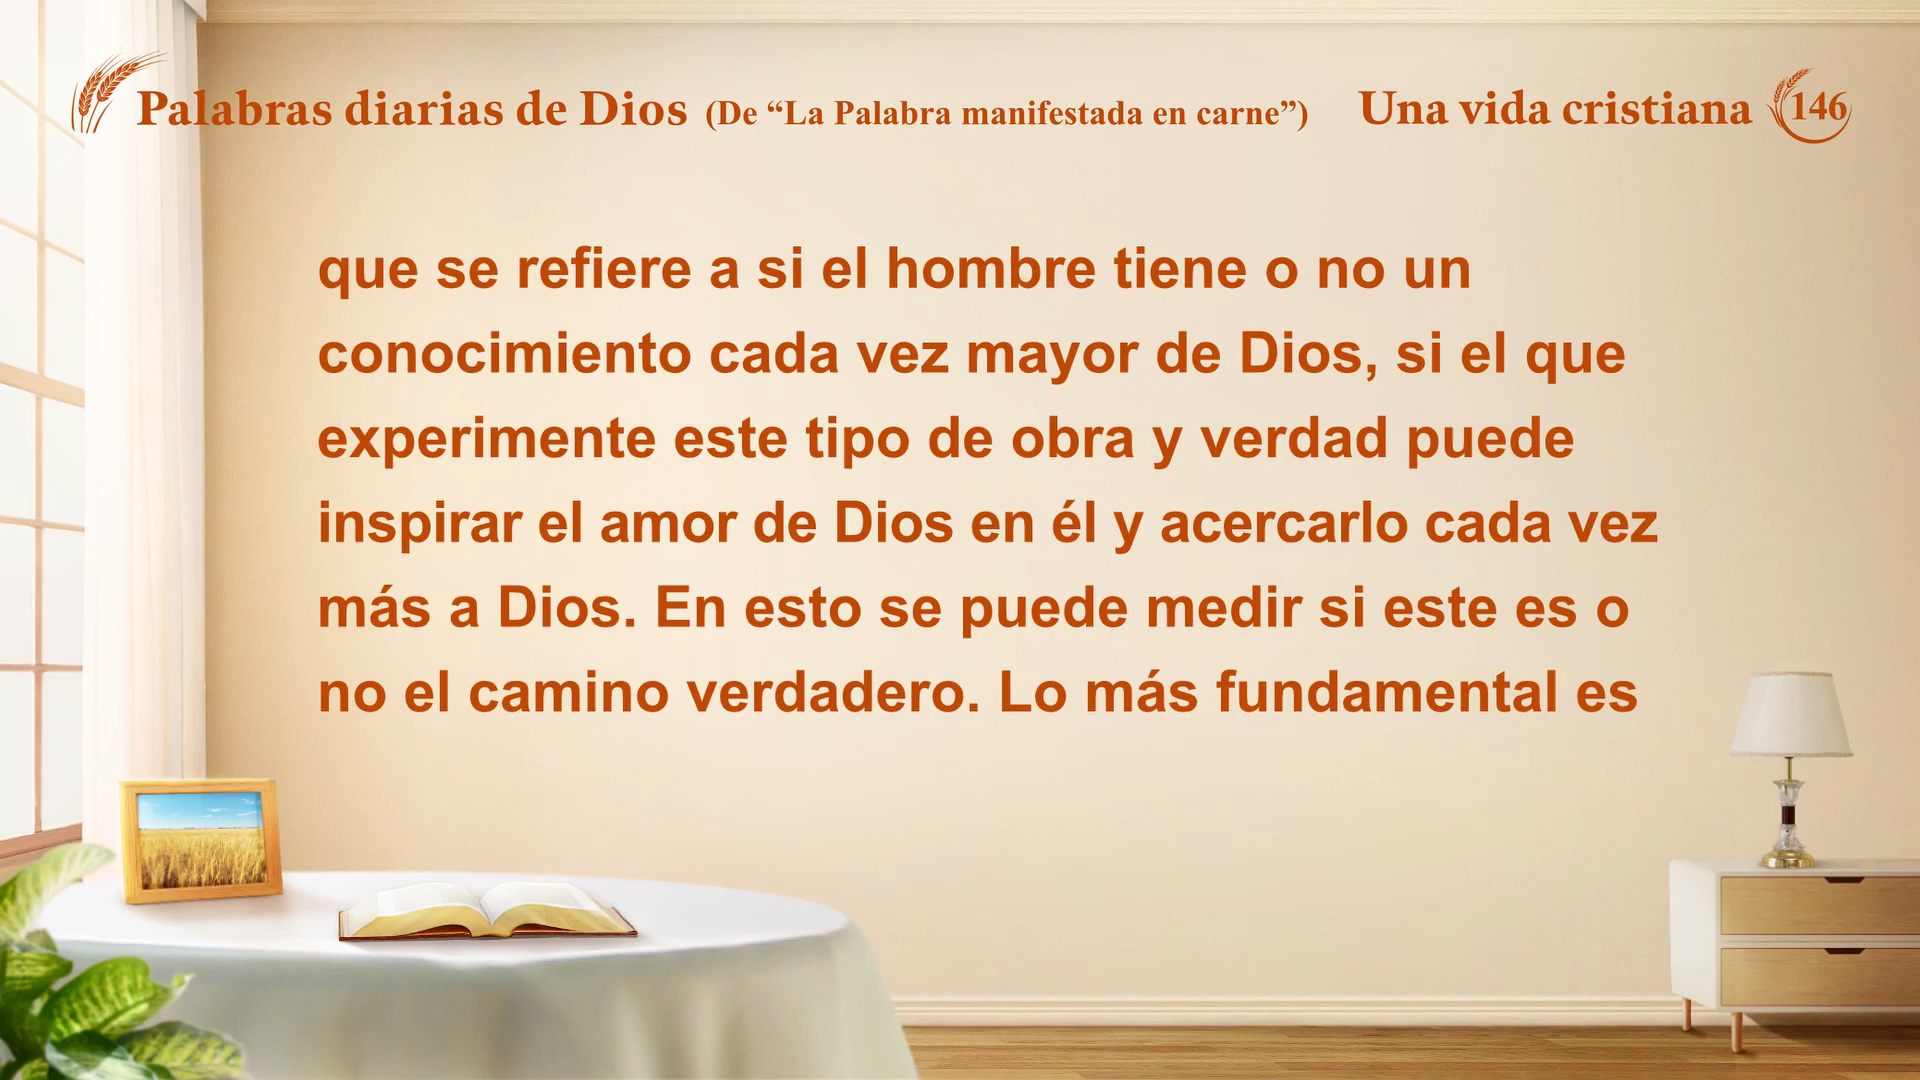 Palabras diarias de Dios (De “La Palabra manifestada en carne”) Una vida cristiana 146
que se refiere a si el hombre tiene o no un
conocimiento cada vez mayor de Dios, si el que
experimente este tipo de obra y verdad puede
inspirar el amor de Dios en él y acercarlo cada vez
más a Dios. En esto se puede medir si este es o
no el camino verdadero. Lo más fundamental es